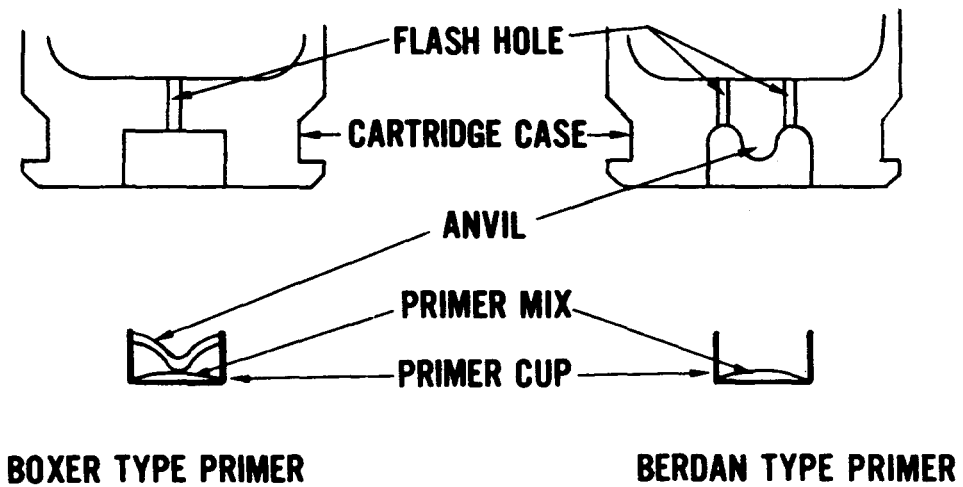 FLASH HOLE
CARTRIDGE CASE
ANVIL
PRIMER MIX
PRIMER CUP
BOXER TYPE PRIMER
BERDAN TYPE PRIMER